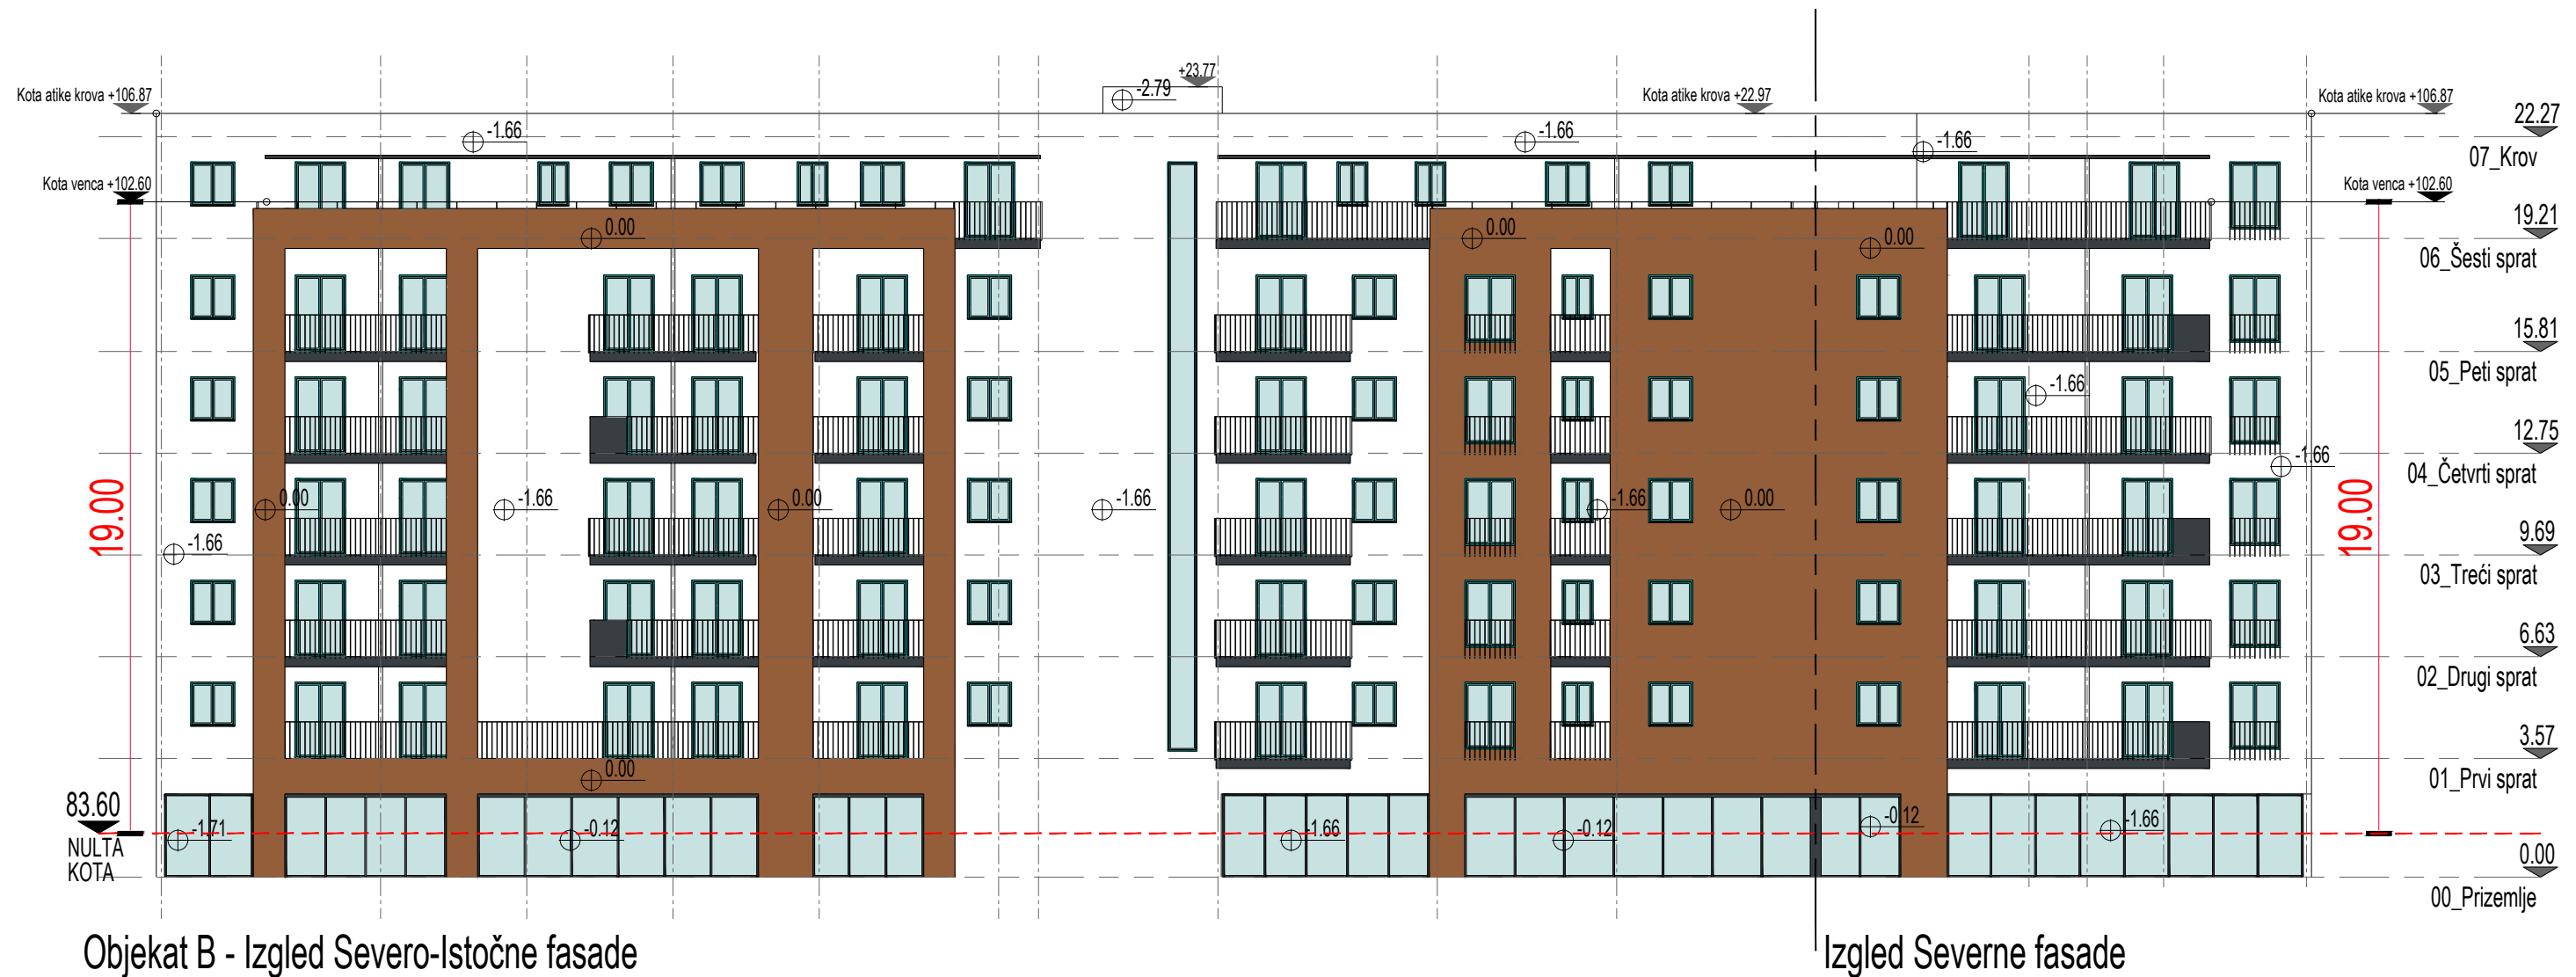 +23.77
Kota atike krova +106.87
-2.79
Kota atike krova +22.97
Kota atike krova +106.87
22.27
-1.66
-1.66
-1.66
07_Krov
Kota venca +102.60
Kota venca +102.60
19.21
0.00
0.00
0.00
06_Šesti sprat
15.81
05_Peti sprat
-1.66
12.75
-1.66
04_Četvrti sprat
19.00
0.00
-1.66
0.00
-1.66
-1.66
0.00
19.00
9.69
-1.66
03_Treći sprat
6.63
02_Drugi sprat
3.57
0.00
01_Prvi sprat
83.60
NULTA
KOTA
-1.71
-0.12
-1.66
-0.12
-0.12
-1.66
0.00
00_Prizemlje
Objekat B - Izgled Severo-Istočne fasade
Izgled Severne fasade